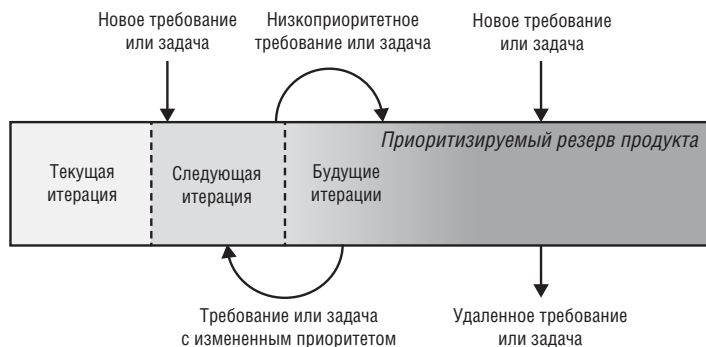 Новое требование
или задача
Низкоприоритетное
требование или задача
Новое требование
или задача
Приоритизируемый резерв продукта
Текущая
итерация
Следующая
итерация
Будущие
итерации
Требование или задача
с измененным приоритетом
Удаленное требование
или задача